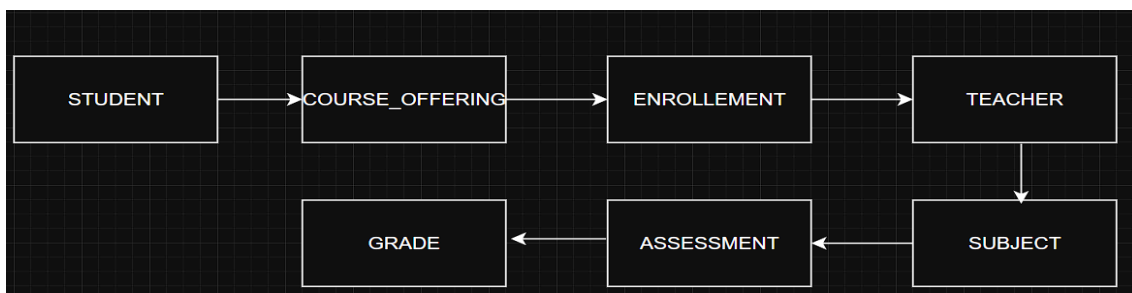 STUDENT
COURSE_OFFERING
ENROLLEMENT
TEACHER
GRADE
ASSESSMENT
SUBJECT